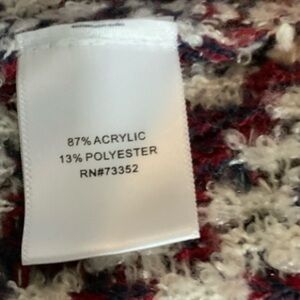 87% ACRYLIC
13% POLYESTER
RN#73352